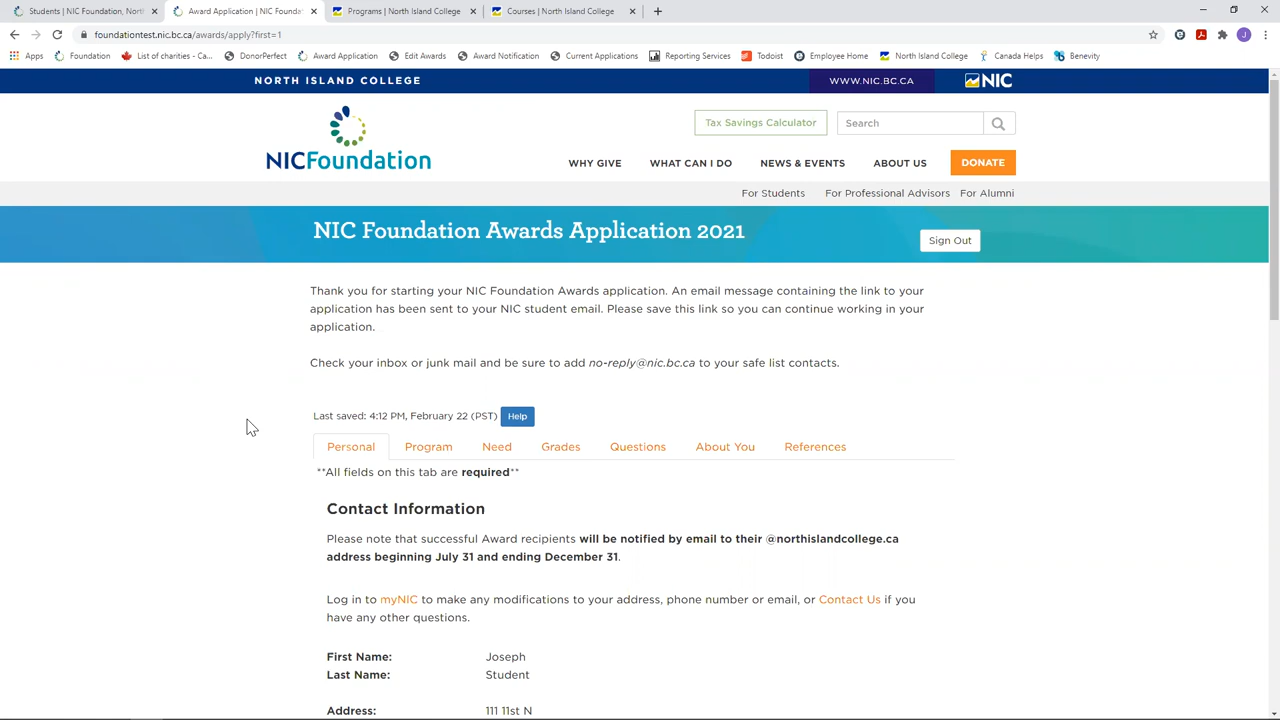 Students | NIC Foundation, Nort
Award Application | NIC Founda
Programs | North Island College
Courses | North Island College
foundationtest.nic.bc.ca/awards/apply?first=1
Apps
Foundation
List of charities - Ca...
DonorPerfect
Award Application
Edit Awards
Award Notification
Current Applications
Reporting Services
Todoist
Employee Home
North Island College
Canada Helps
Benevity
NORTH ISLAND COLLEGE
WWW.NIC.BC.CA
NIC
NICFoundation
Tax Savings Calculator
Search
WHY GIVE
WHAT CAN I DO
NEWS & EVENTS
ABOUT US
DONATE
For Students
For Professional Advisors
For Alumni
NIC Foundation Awards Application 2021
Sign Out
Thank you for starting your NIC Foundation Awards application. An email message containing the link to your
application has been sent to your NIC student email. Please save this link so you can continue working in your
application.
Check your inbox or junk mail and be sure to add no-reply@nic.bc.ca to your safe list contacts.
Last saved: 4:12 PM, February 22 (PST) Help
Personal
Program
Need
Grades
Questions
About You
References
**All fields on this tab are required**
Contact Information
Please note that successful Award recipients will be notified by email to their @northislandcollege.ca
address beginning July 31 and ending December 31.
Log in to myNIC to make any modifications to your address, phone number or email, or Contact Us if you
have any other questions.
First Name: Joseph
Last Name: Student
Address: 111 11st N